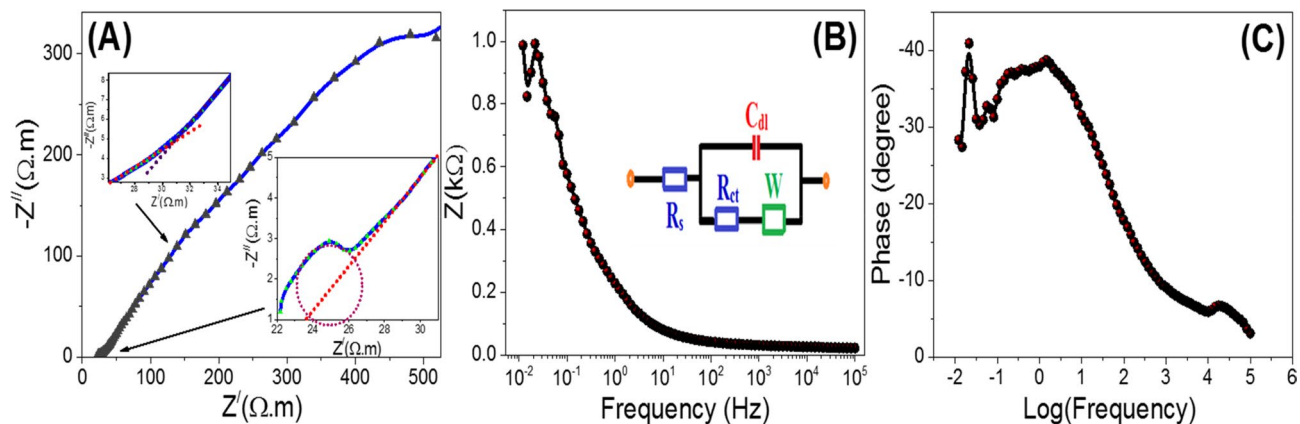 (A)
-Z//(Ω.m)
300
200
100
0
0 100 200 300 400 500
Z/(Ω.m)
-Z//(Ω.m)
8
7
6
5
4
3
28 30 32 34
Z/(Ω.m)
-Z//(Ω.m)
5
4
3
2
1
22 24 26 28 30
Z/(Ω.m)
(B)
Z(kΩ)
1.0
0.8
0.6
0.4
0.2
0.0
10-2 10-1 100 101 102 103 104 105
Frequency (Hz)
Cdl
Rct W
Rs
(C)
Phase (degree)
-40
-30
-20
-10
0
-2 -1 0 1 2 3 4 5 6
Log(Frequency)